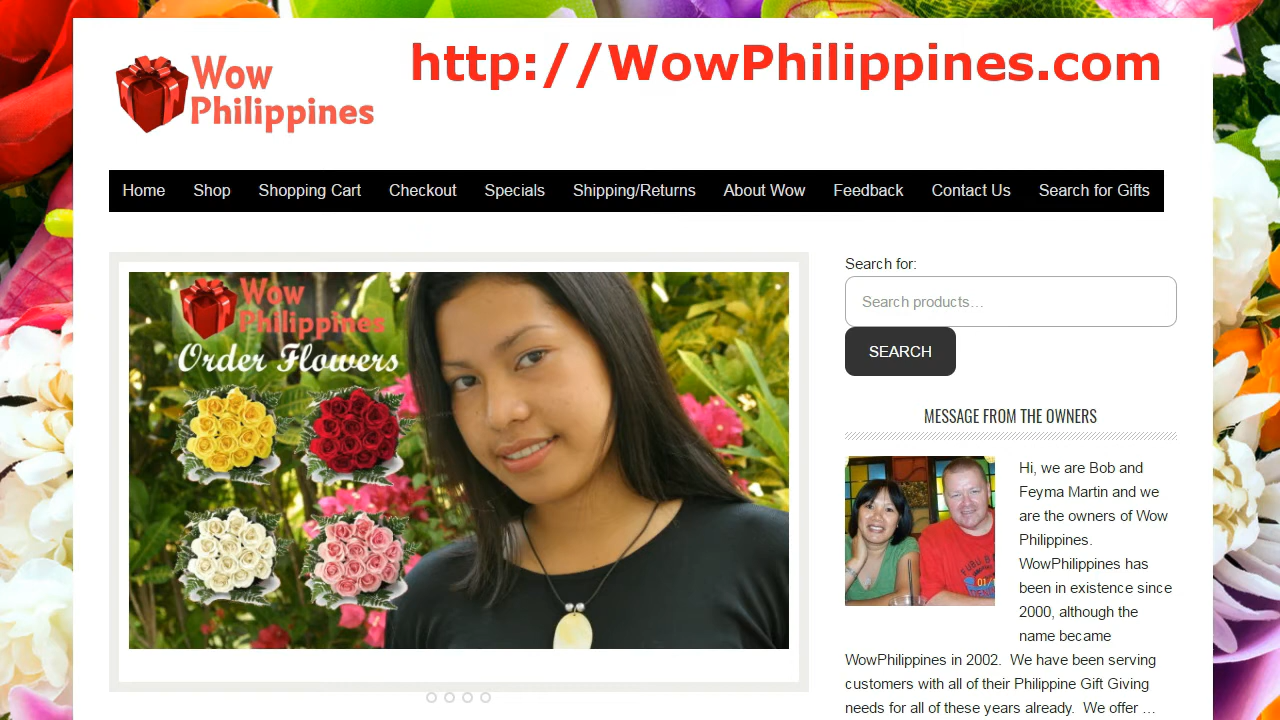 Wow
Philippines
http://WowPhilippines.com
Home Shop Shopping Cart Checkout Specials Shipping/Returns About Wow Feedback Contact Us Search for Gifts
Wow
Philippines
Order Flowers
Search for:
Search products...
SEARCH
MESSAGE FROM THE OWNERS
Hi, we are Bob and
Feyma Martin and we
are the owners of Wow
Philippines.
WowPhilippines has
been in existence since
2000, although the
name became
WowPhilippines in 2002. We have been serving
customers with all of their Philippine Gift Giving
needs for all of these years already. We offer ...